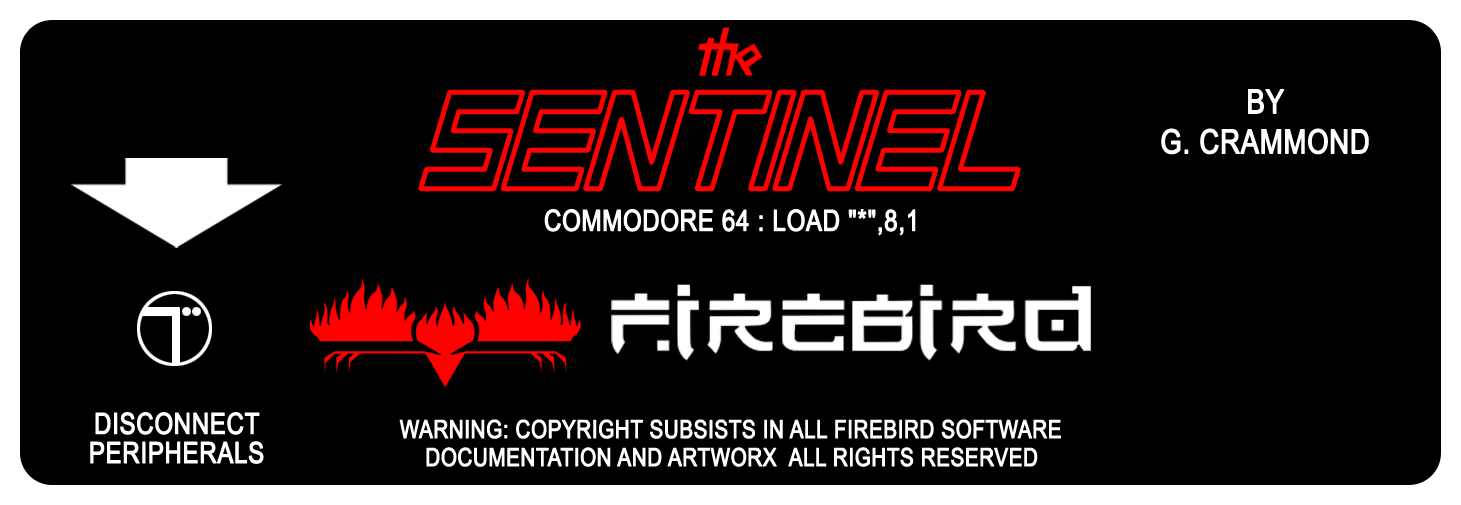 the
SENTINEL
BY
G. CRAMMOND
COMMODORE 64 : LOAD "*",8,1
FIREBIRD
DISCONNECT
PERIPHERALS
WARNING: COPYRIGHT SUBSISTS IN ALL FIREBIRD SOFTWARE
DOCUMENTATION AND ARTWORX ALL RIGHTS RESERVED